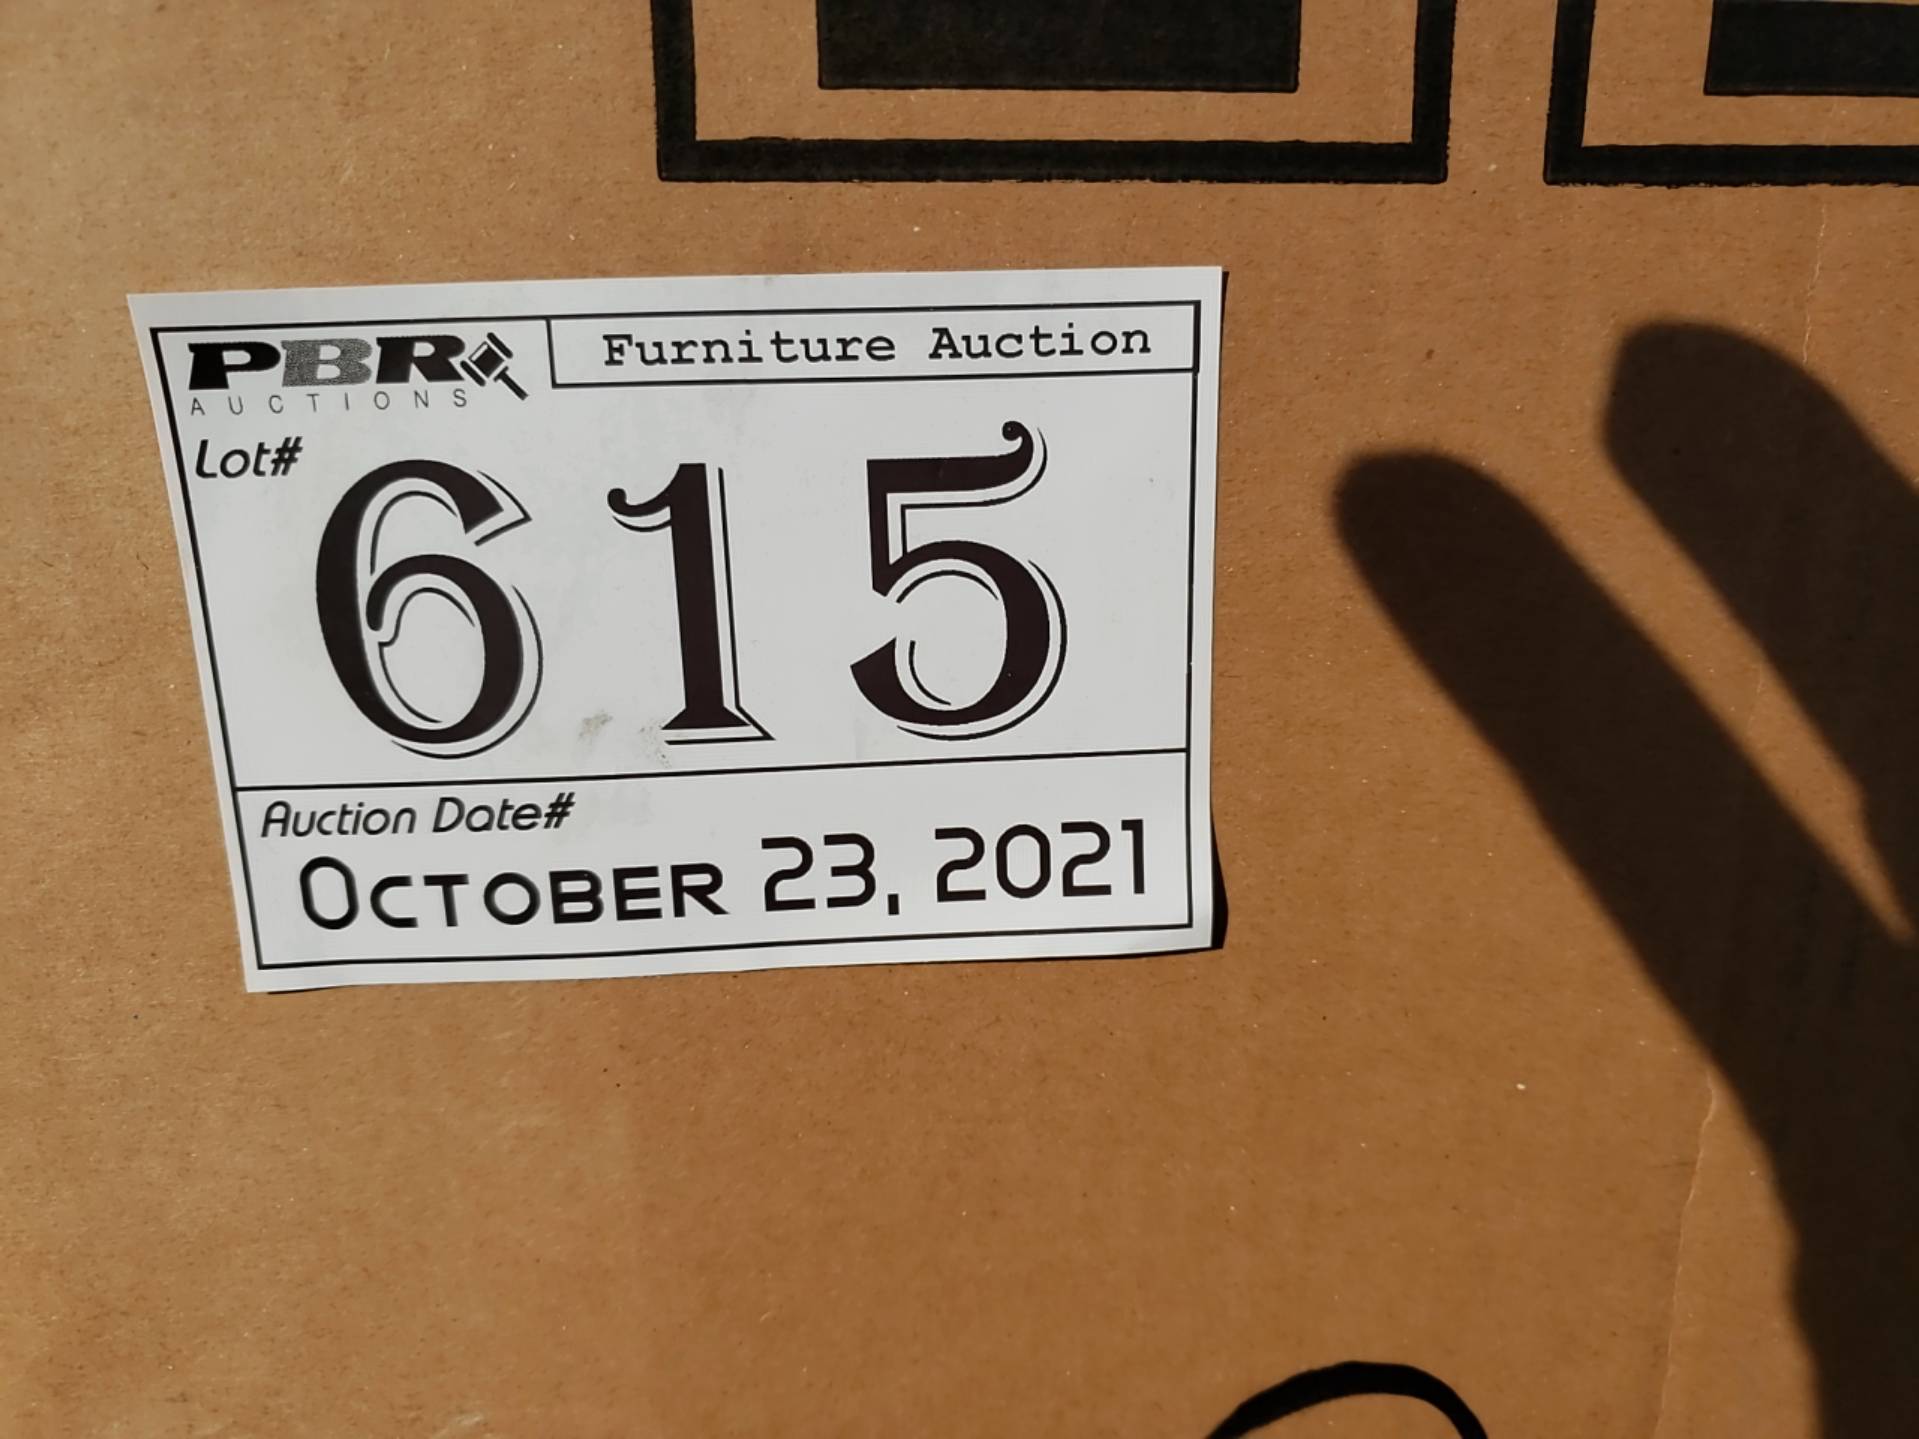 PBR
AUCTIONS
Furniture Auction
Lot#
615
Auction Date#
October 23, 2021